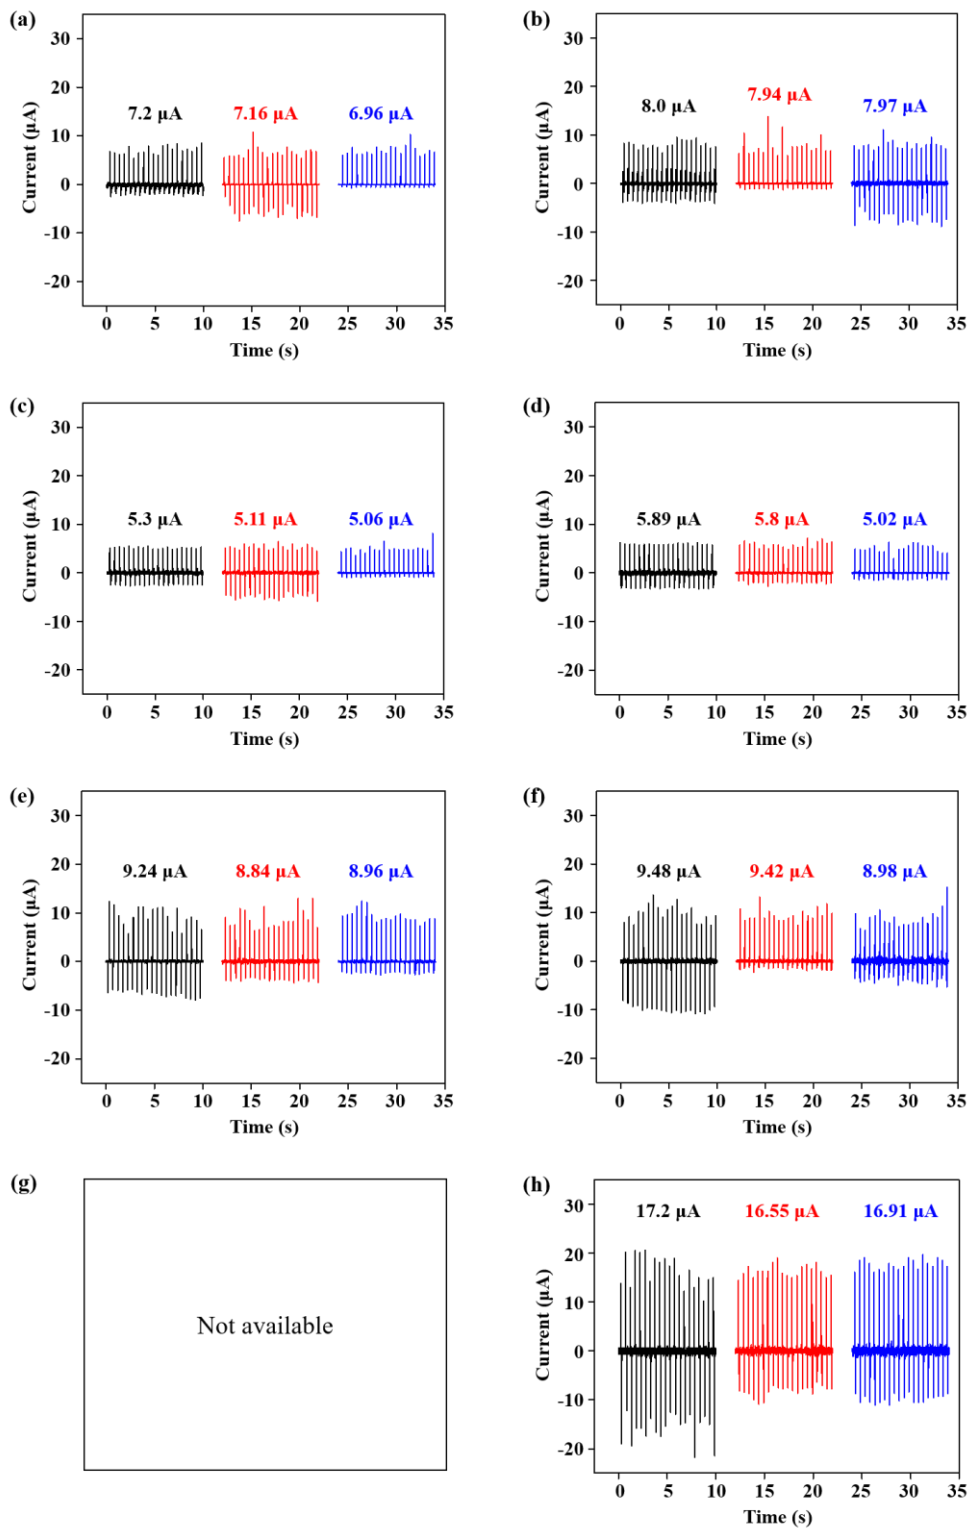 (a)
30
20
10
0
-10
-20
Current (µA)
7.2 µA 7.16 µA 6.96 µA
0 5 10 15 20 25 30 35
Time (s)
(b)
30
20
10
0
-10
-20
Current (µA)
8.0 µA 7.94 µA 7.97 µA
0 5 10 15 20 25 30 35
Time (s)
(c)
30
20
10
0
-10
-20
Current (µA)
5.3 µA 5.11 µA 5.06 µA
0 5 10 15 20 25 30 35
Time (s)
(d)
30
20
10
0
-10
-20
Current (µA)
5.89 µA 5.8 µA 5.02 µA
0 5 10 15 20 25 30 35
Time (s)
(e)
30
20
10
0
-10
-20
Current (µA)
9.24 µA 8.84 µA 8.96 µA
0 5 10 15 20 25 30 35
Time (s)
(f)
30
20
10
0
-10
-20
Current (µA)
9.48 µA 9.42 µA 8.98 µA
0 5 10 15 20 25 30 35
Time (s)
(g)
Not available
(h)
30
20
10
0
-10
-20
Current (µA)
17.2 µA 16.55 µA 16.91 µA
0 5 10 15 20 25 30 35
Time (s)